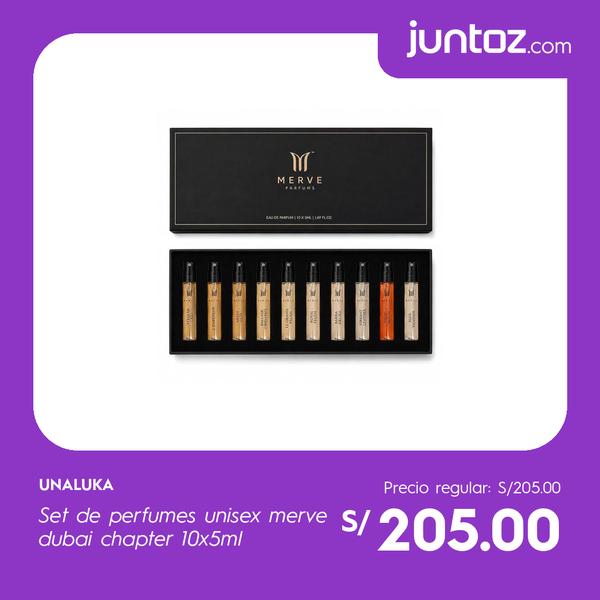 juntoz.com
MERVE
PARFUMS
EAU DE PARFUM | 10 X 5ML | 1.69 FL.OZ
UNALUKA
Precio regular: S/205.00
Set de perfumes unisex merve
dubai chapter 10x5ml
S/ 205.00